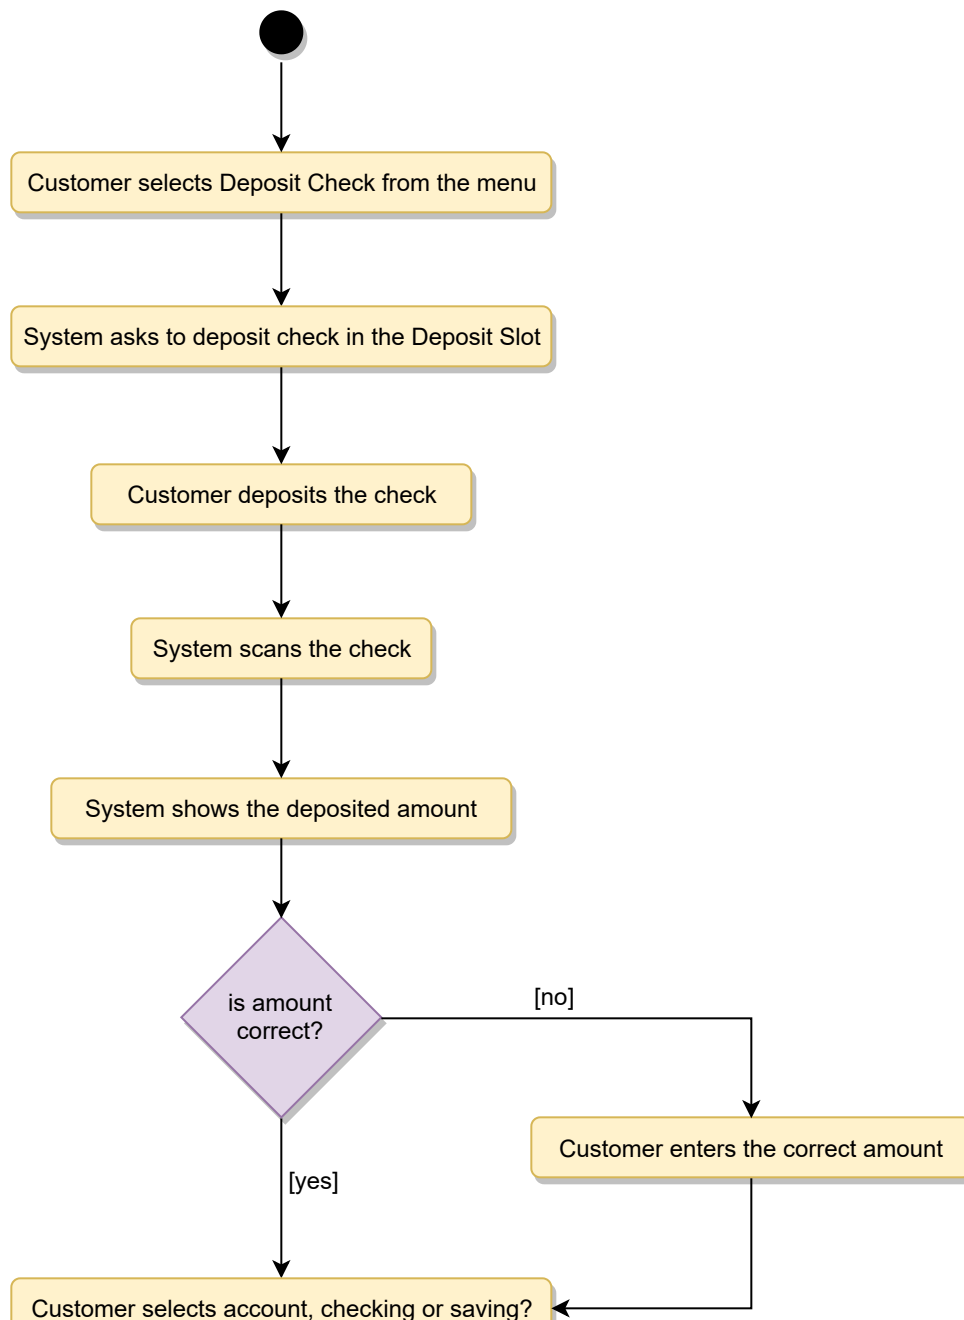 Customer selects Deposit Check from the menu
System asks to deposit check in the Deposit Slot
Customer deposits the check
System scans the check
System shows the deposited amount
is amount
correct?
[no]
Customer enters the correct amount
[yes]
Customer selects account, checking or saving?